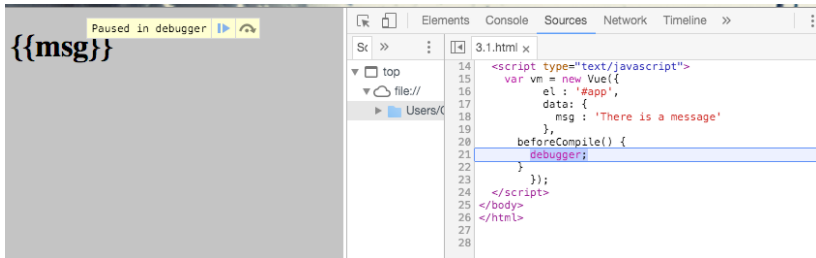 Paused in debugger
{{msg}}
Elements Console Sources Network Timeline »
Sc » 3.1.html ×
top
file://
Users/
14 <script type="text/javascript">
15 var vm = new Vue({
16 el : '#app',
17 data: {
18 msg : 'There is a message'
19 },
20 beforeCompile() {
21 debugger;
22 }
23 });
24 </script>
25 </body>
26 </html>
27
28